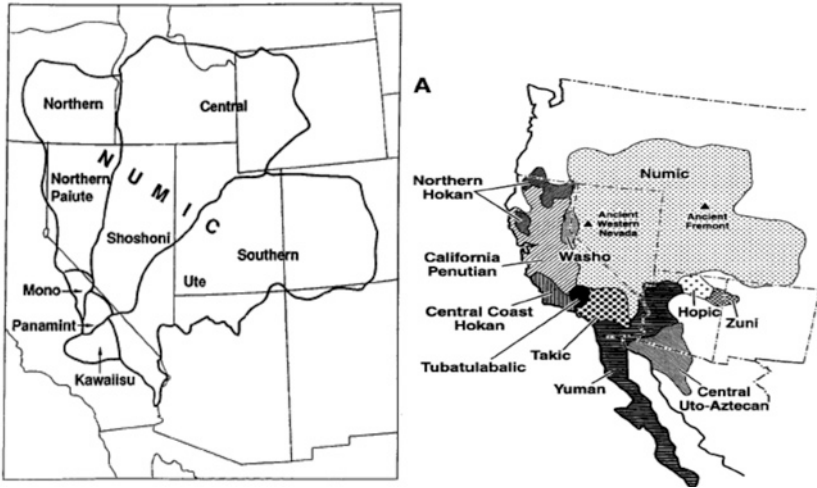 Northern
Central
NUMIC
Northern
Paiute
Shoshoni
Southern
Ute
Mono
Panamint
Kawaiisu
A
Numic
Northern
Hokan
Ancient
Western
Nevada
Ancient
Fremont
California
Penutian
Washo
Central Coast
Hokan
Hopic
Zuni
Tubatulabalic
Takic
Yuman
Central
Uto-Aztecan